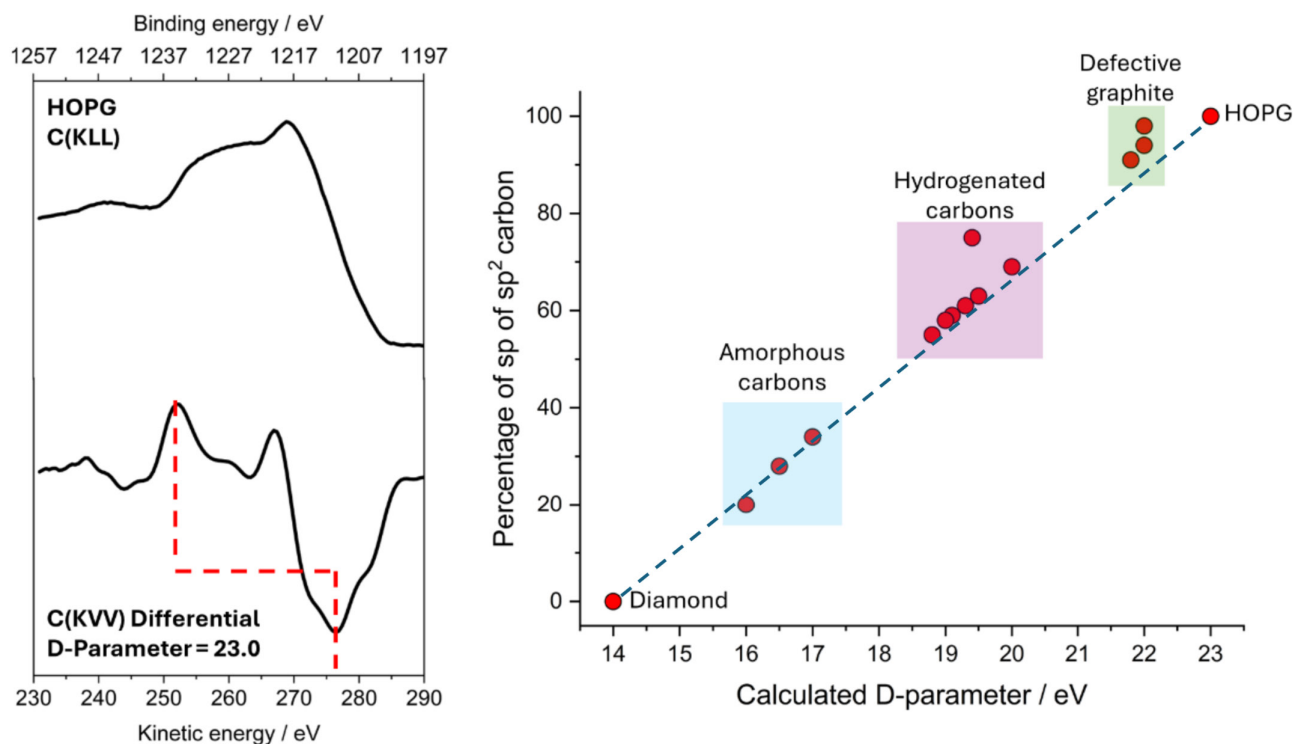 Binding energy / eV
1257 1247 1237 1227 1217 1207 1197
HOPG
C(KLL)
C(KVV) Differential
D-Parameter = 23.0
230 240 250 260 270 280 290
Kinetic energy / eV
Percentage of sp of sp² carbon
100
80
60
40
20
0
Defective
graphite
HOPG
Hydrogenated
carbons
Amorphous
carbons
Diamond
14 15 16 17 18 19 20 21 22 23
Calculated D-parameter / eV